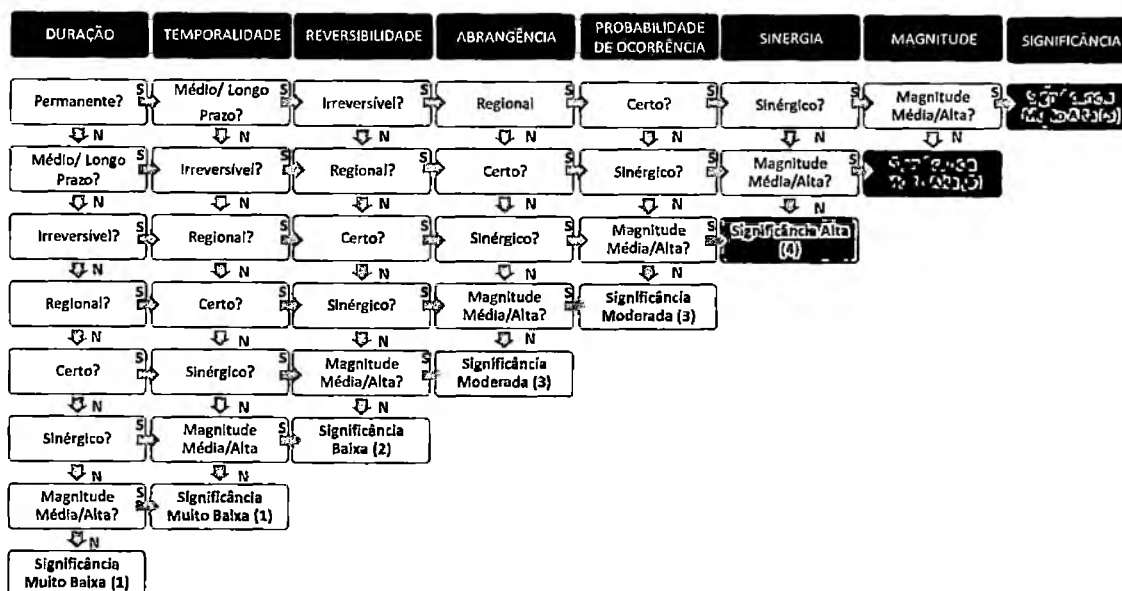 DURAÇÃO
TEMPORALIDADE
REVERSIBILIDADE
ABRANGÊNCIA
PROBABILIDADE
DE OCORRÊNCIA
SINERGIA
MAGNITUDE
SIGNIFICÂNCIA
Permanente?
S
Médio/ Longo
Prazo?
S
Irreversível?
S
Regional
S
Certo?
S
Sinérgico?
S
Magnitude
Média/Alta?
S
N
N
N
N
N
N
N
Médio/ Longo
Prazo?
S
Irreversível?
S
Regional?
S
Certo?
S
Sinérgico?
S
Magnitude
Média/Alta?
S
N
N
N
N
N
N
Irreversível?
S
Regional?
S
Certo?
S
Sinérgico?
S
Magnitude
Média/Alta?
S
Significância Alta
(4)
N
N
N
N
N
Regional?
S
Certo?
S
Sinérgico?
S
Magnitude
Média/Alta?
S
Significância
Moderada (3)
N
N
N
N
Certo?
S
Sinérgico?
S
Magnitude
Média/Alta?
S
Significância
Moderada (3)
N
N
N
Sinérgico?
S
Magnitude
Média/Alta
S
Significância
Baixa (2)
N
N
Magnitude
Média/Alta?
S
Significância
Muito Baixa (1)
N
Significância
Muito Baixa (1)